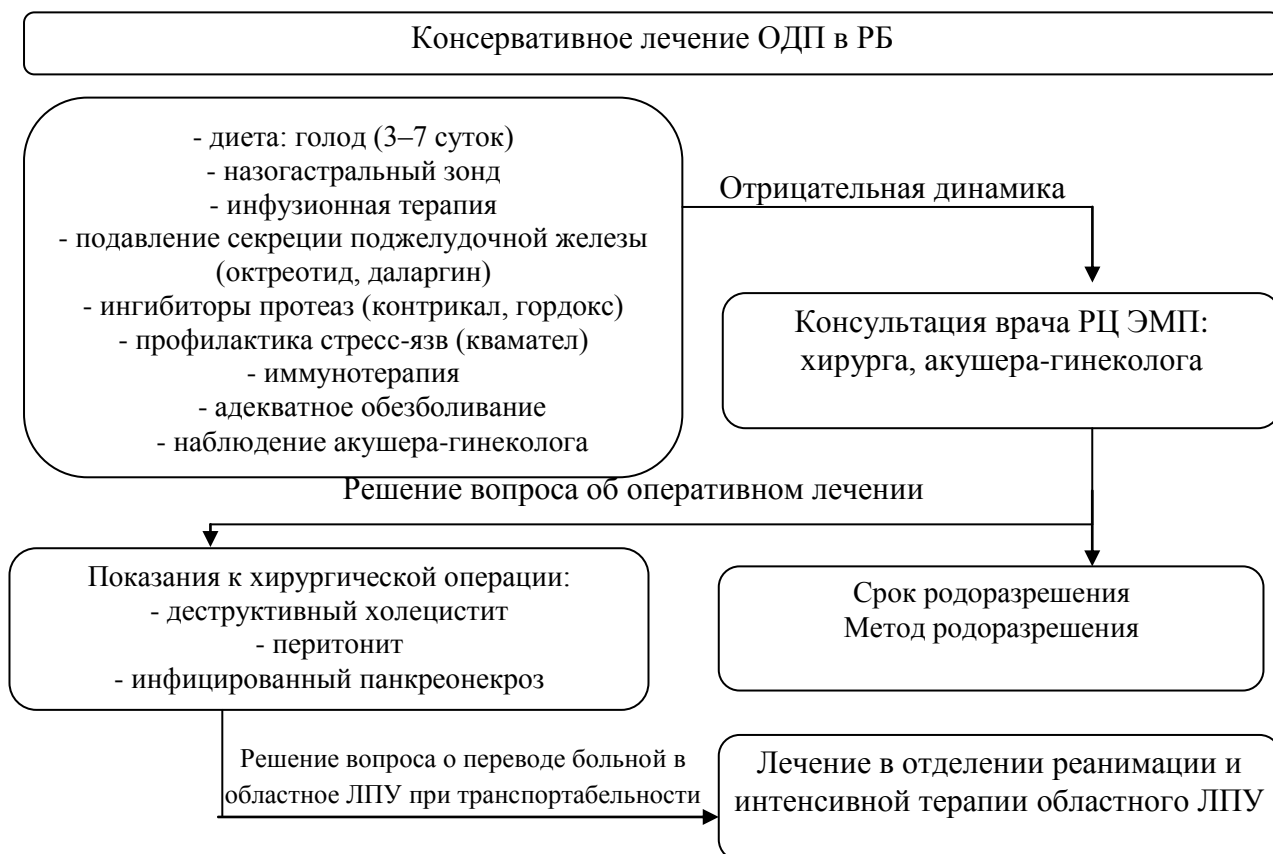 Консервативное лечение ОДП в РБ
- диета: голод (3–7 суток)
- назогастральный зонд
- инфузионная терапия
- подавление секреции поджелудочной железы
(октреотид, даларгин)
- ингибиторы протеаз (контрикал, гордокс)
- профилактика стресс-язв (квамател)
- иммунотерапия
- адекватное обезболивание
- наблюдение акушера-гинеколога
Отрицательная динамика
Консультация врача РЦ ЭМП:
хирурга, акушера-гинеколога
Решение вопроса об оперативном лечении
Показания к хирургической операции:
- деструктивный холецистит
- перитонит
- инфицированный панкреонекроз
Срок родоразрешения
Метод родоразрешения
Решение вопроса о переводе больной в
областное ЛПУ при транспортабельности
Лечение в отделении реанимации и
интенсивной терапии областного ЛПУ